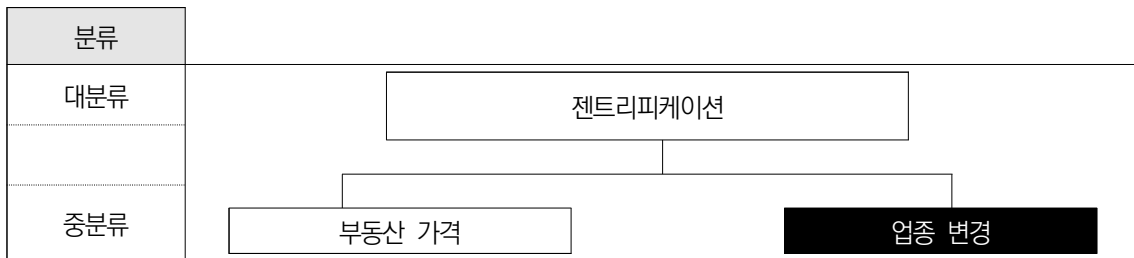 분류
대분류
젠트리피케이션
중분류
부동산 가격
업종 변경